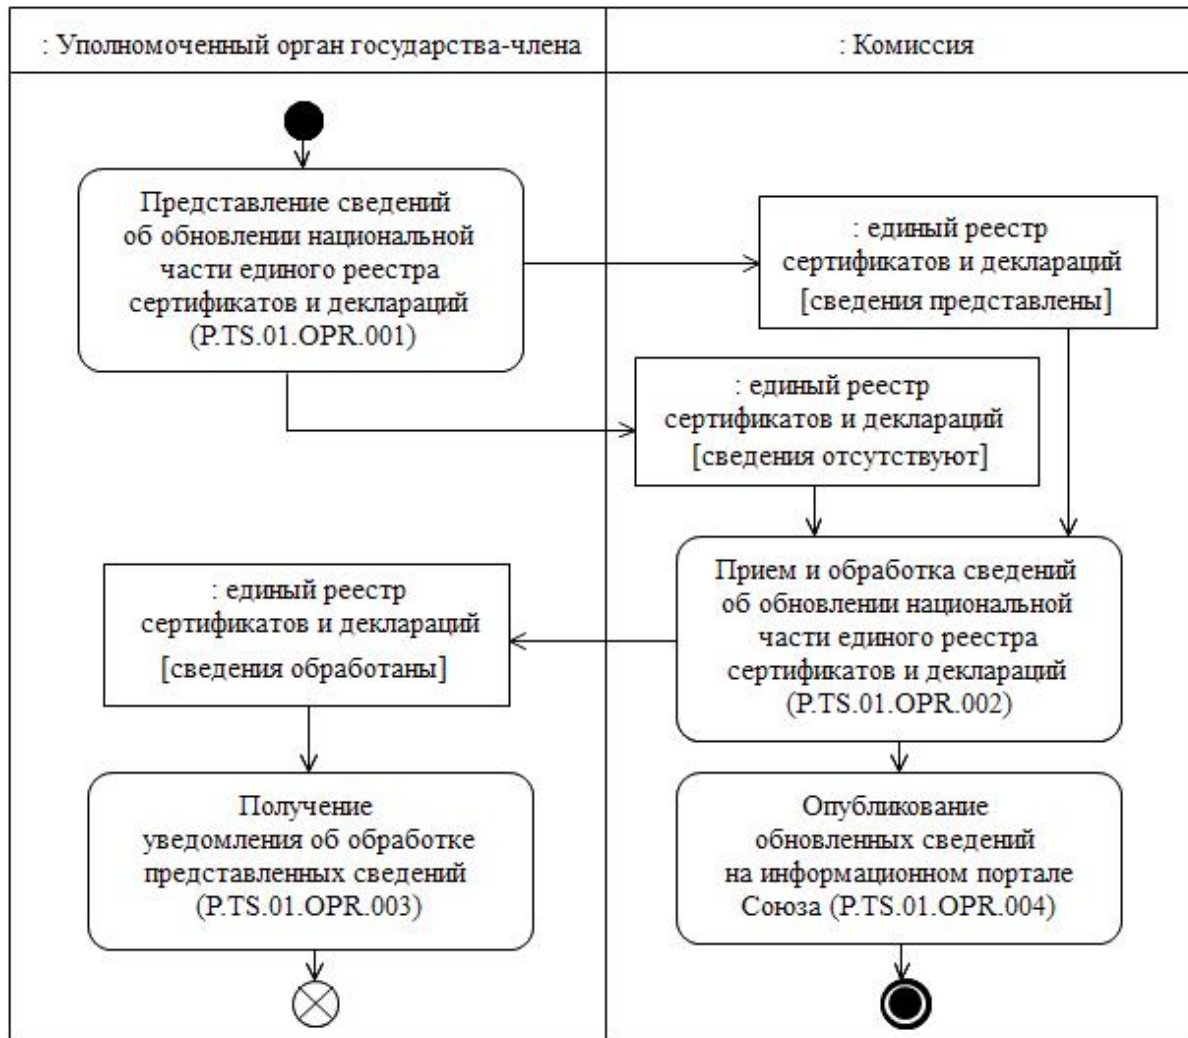 : Уполномоченный орган государства-члена
: Комиссия
Представление сведений
об обновлении национальной
части единого реестра
сертификатов и деклараций
(P.TS.01.OPR.001)
: единый реестр
сертификатов и деклараций
[сведения представлены]
: единый реестр
сертификатов и деклараций
[сведения отсутствуют]
Прием и обработка сведений
об обновлении национальной
части единого реестра
сертификатов и деклараций
(P.TS.01.OPR.002)
: единый реестр
сертификатов и деклараций
[сведения обработаны]
Получение
уведомления об обработке
представленных сведений
(P.TS.01.OPR.003)
Опубликование
обновленных сведений
на информационном портале
Союза (P.TS.01.OPR.004)